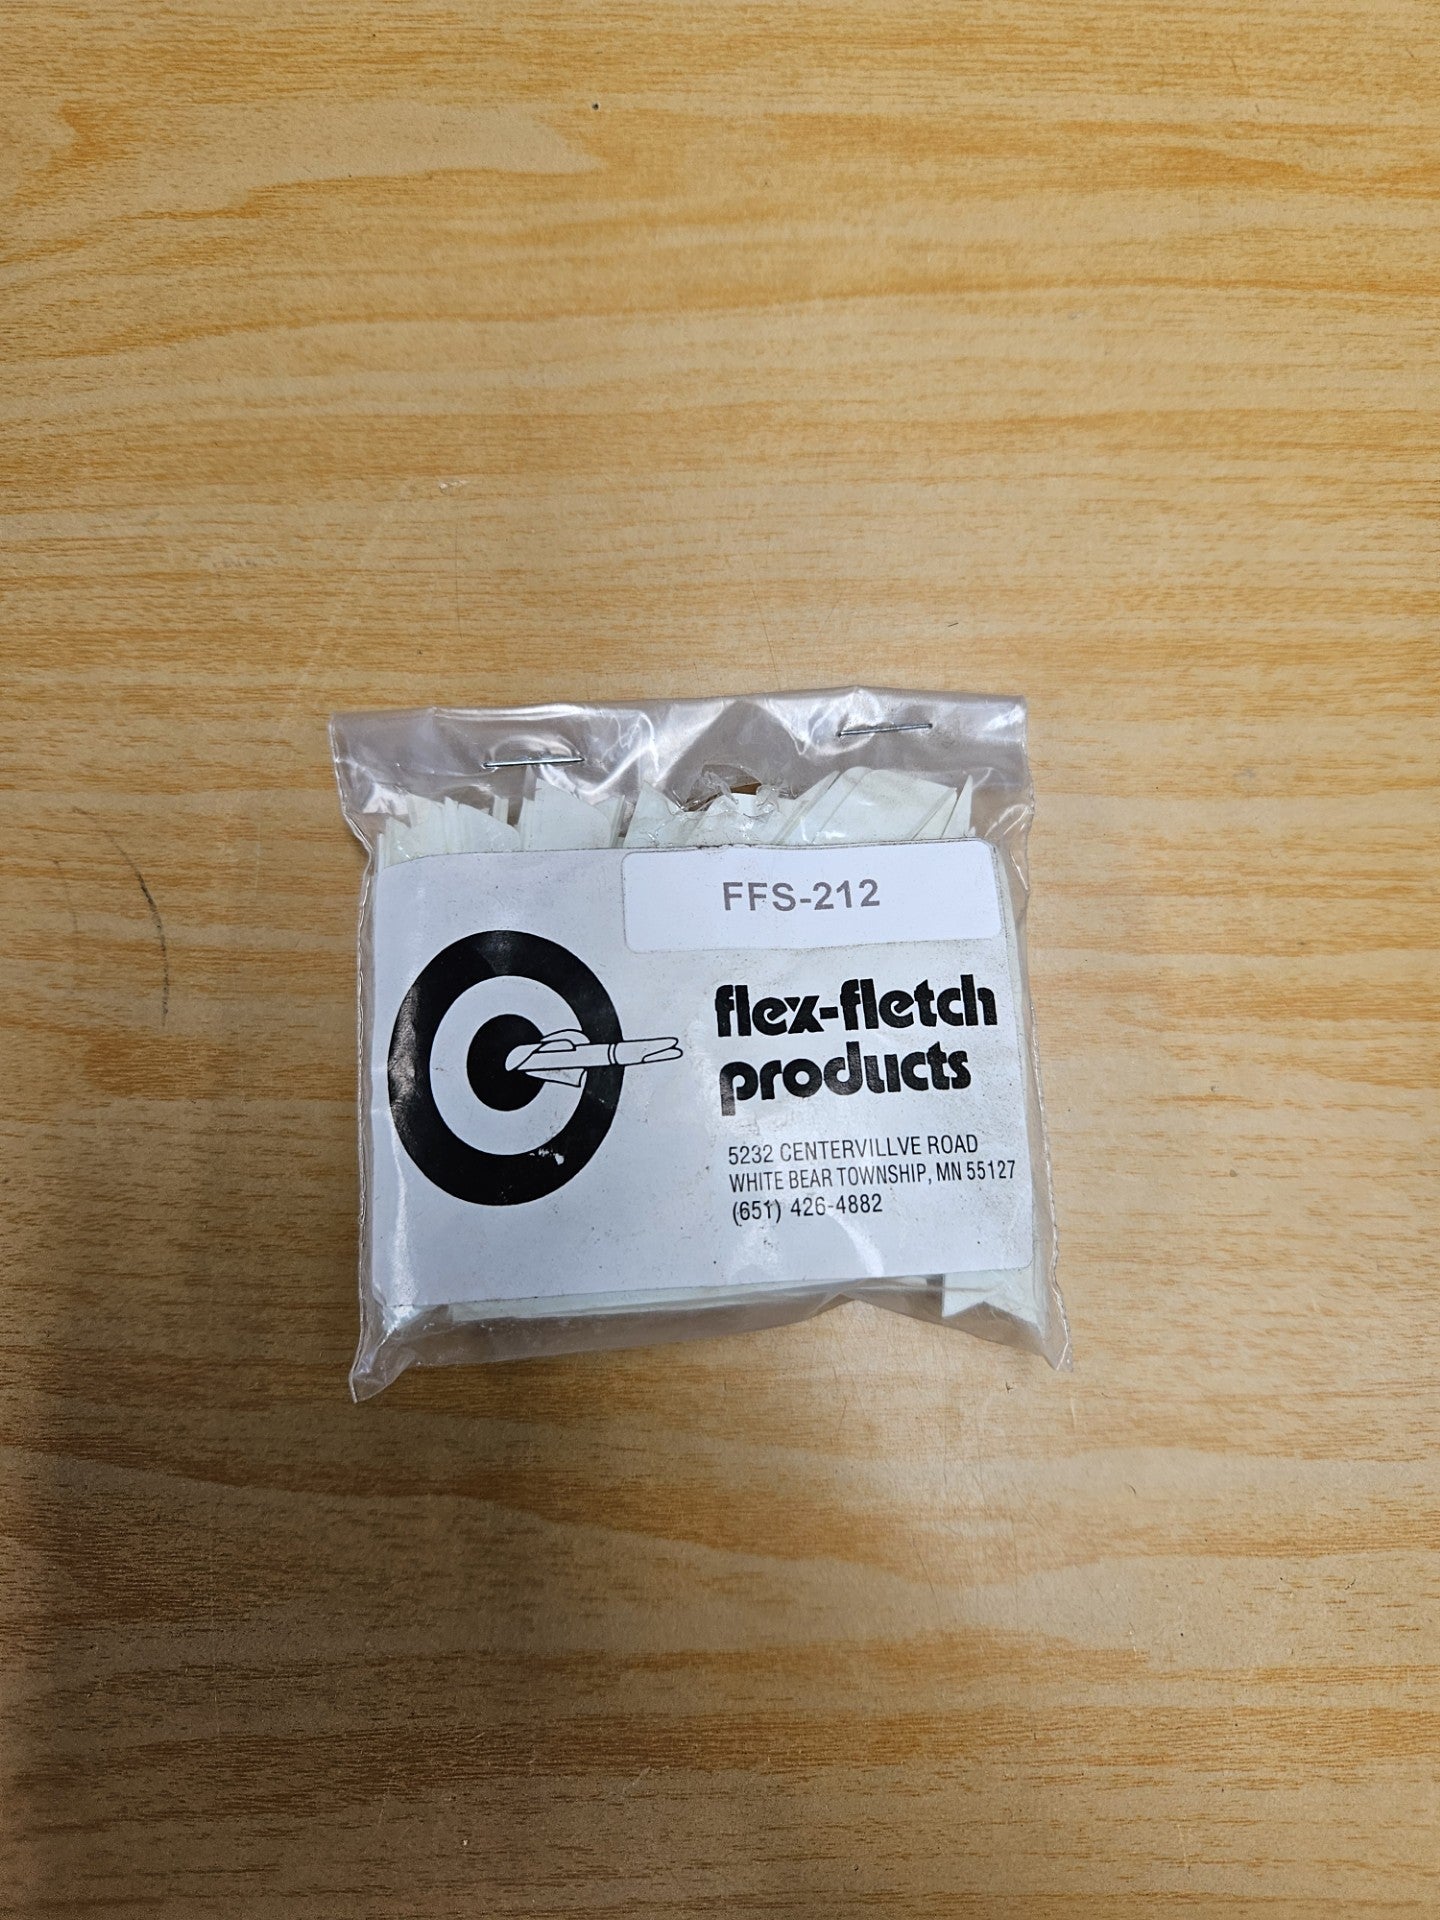 FFS-212
flex-fletch
products
5232 CENTERVILLVE ROAD
WHITE BEAR TOWNSHIP, MN 55127
(651) 426-4882